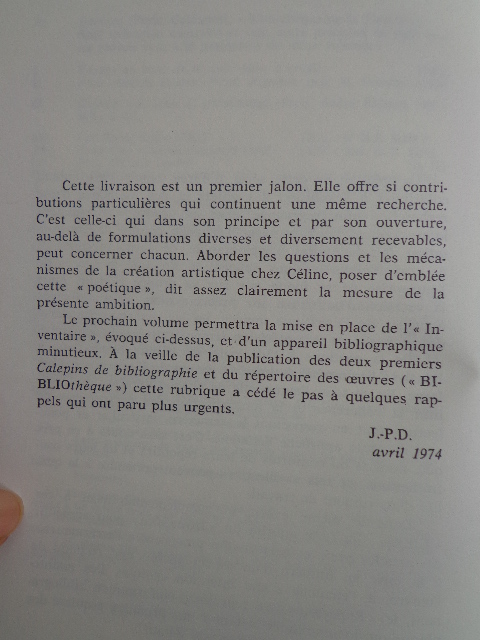 Cette livraison est un premier jalon. Elle offre si contri-
butions particulières qui continuent une même recherche.
C'est celle-ci qui dans son principe et par son ouverture,
au-delà de formulations diverses et diversement recevables,
peut concerner chacun. Aborder les questions et les méca-
nismes de la création artistique chez Céline, poser d'emblée
cette « poétique », dit assez clairement la mesure de la
présente ambition.
Le prochain volume permettra la mise en place de l'« In-
ventaire », évoqué ci-dessus, et d'un appareil bibliographique
minutieux. À la veille de la publication des deux premiers
Calepins de bibliographie et du répertoire des œuvres (« BI-
BLIOthèque ») cette rubrique a cédé le pas à quelques rap-
pels qui ont paru plus urgents.
J.-P.D.
avril 1974